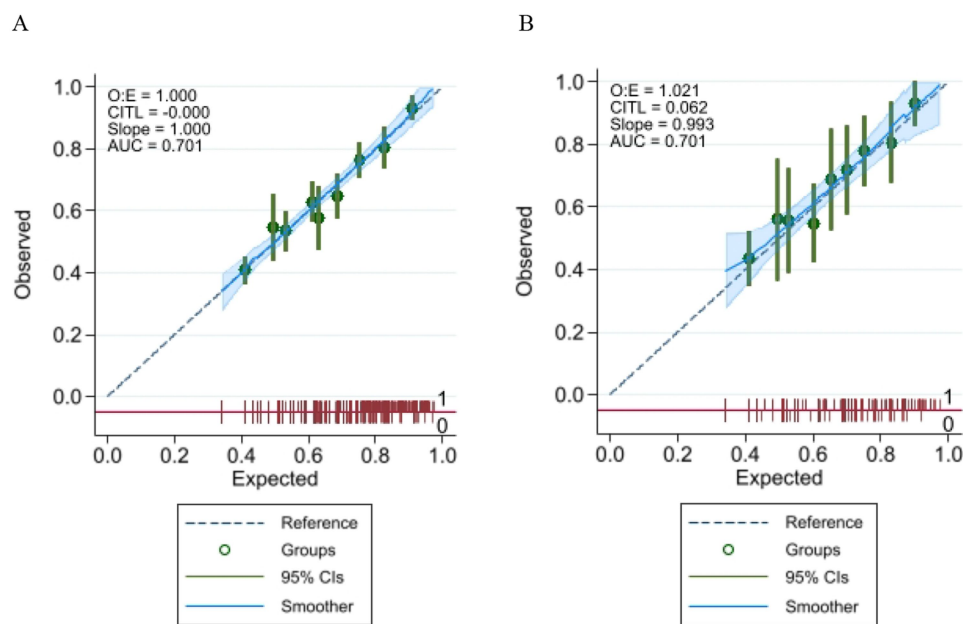 A
B
O:E = 1.000
CITL = -0.000
Slope = 1.000
AUC = 0.701
1.0
0.8
0.6
0.4
0.2
0.0
Observed
1
0
0.0 0.2 0.4 0.6 0.8 1.0
Expected
Reference
Groups
95% CIs
Smoother
O:E = 1.021
CITL = 0.062
Slope = 0.993
AUC = 0.701
1.0
0.8
0.6
0.4
0.2
0.0
Observed
1
0
0.0 0.2 0.4 0.6 0.8 1.0
Expected
Reference
Groups
95% CIs
Smoother